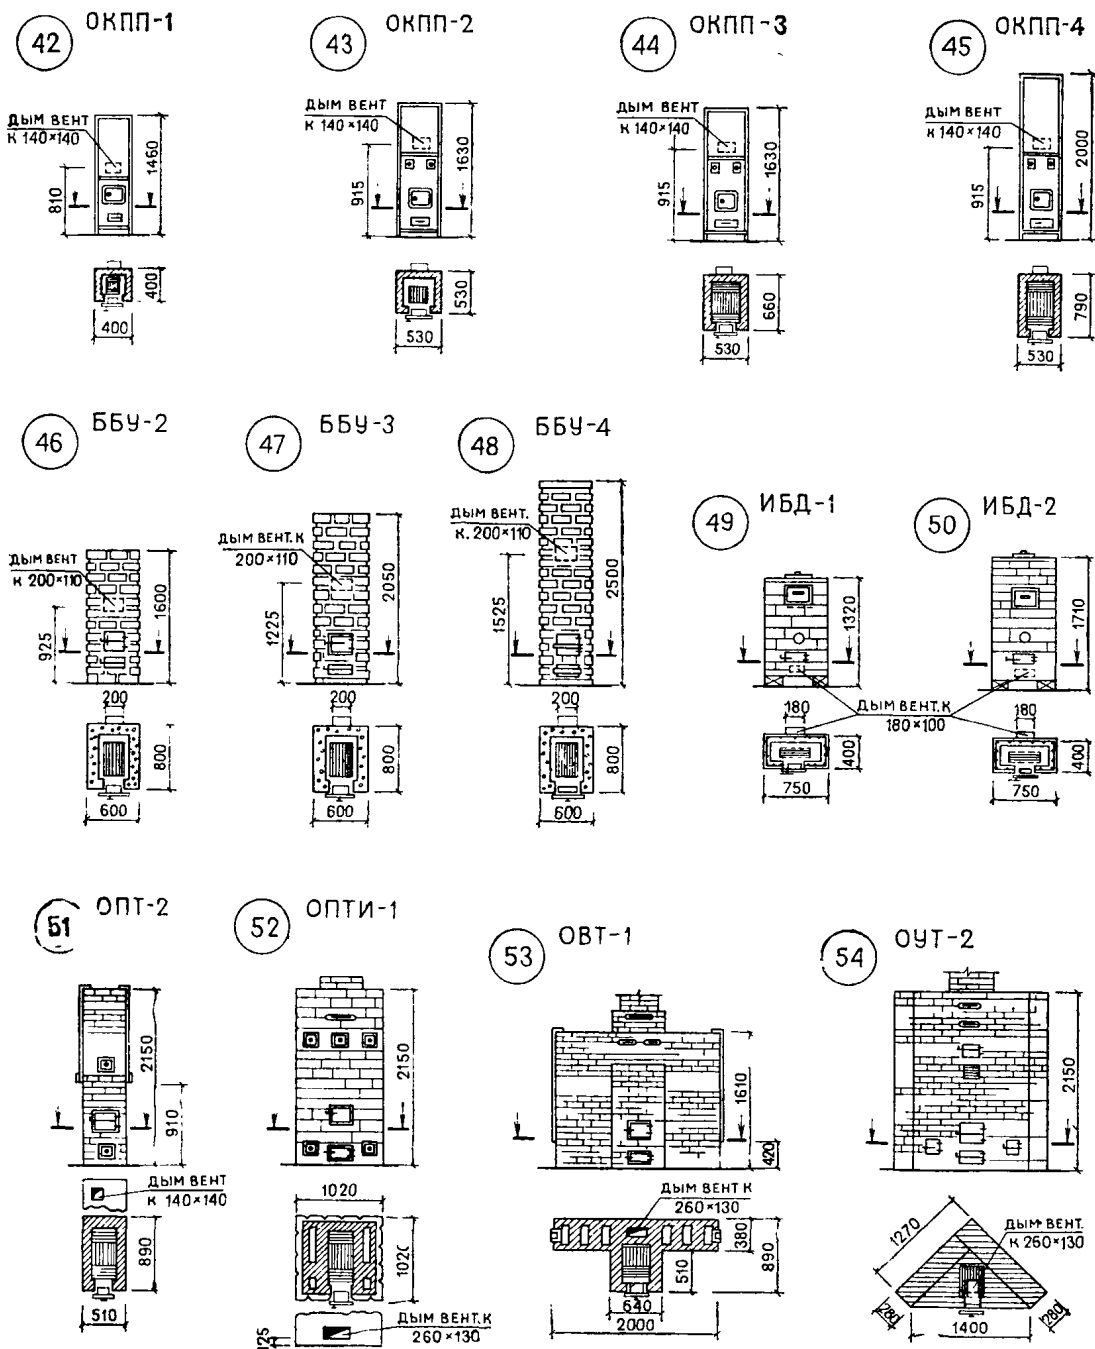 42 ОКПП-1
ДЫМ ВЕНТ
К 140×140
810
1460
400
400
43 ОКПП-2
ДЫМ ВЕНТ
К 140×140
915
1630
530
530
44 ОКПП-3
ДЫМ ВЕНТ
К 140×140
915
1630
660
530
45 ОКПП-4
ДЫМ ВЕНТ
К 140×140
915
2000
790
530
46 ББУ-2
ДЫМ ВЕНТ
К 200×110
925
1600
200
800
600
47 ББУ-3
ДЫМ ВЕНТ. К
200×110
1225
2050
200
800
600
48 ББУ-4
ДЫМ ВЕНТ.
К. 200×110
1525
2500
200
800
600
49 ИБД-1
1320
180
400
750
ДЫМ ВЕНТ. К
180×100
50 ИБД-2
1710
180
400
750
51 ОПТ-2
2150
910
ДЫМ ВЕНТ
К 140×140
890
510
52 ОПТИ-1
2150
1020
1020
ДЫМ ВЕНТ. К
260×130
125
53 ОВТ-1
1610
420
ДЫМ ВЕНТ К
260×130
380
510
890
640
2000
54 ОУТ-2
2150
1270
ДЫМ ВЕНТ.
К 260×130
280
280
1400